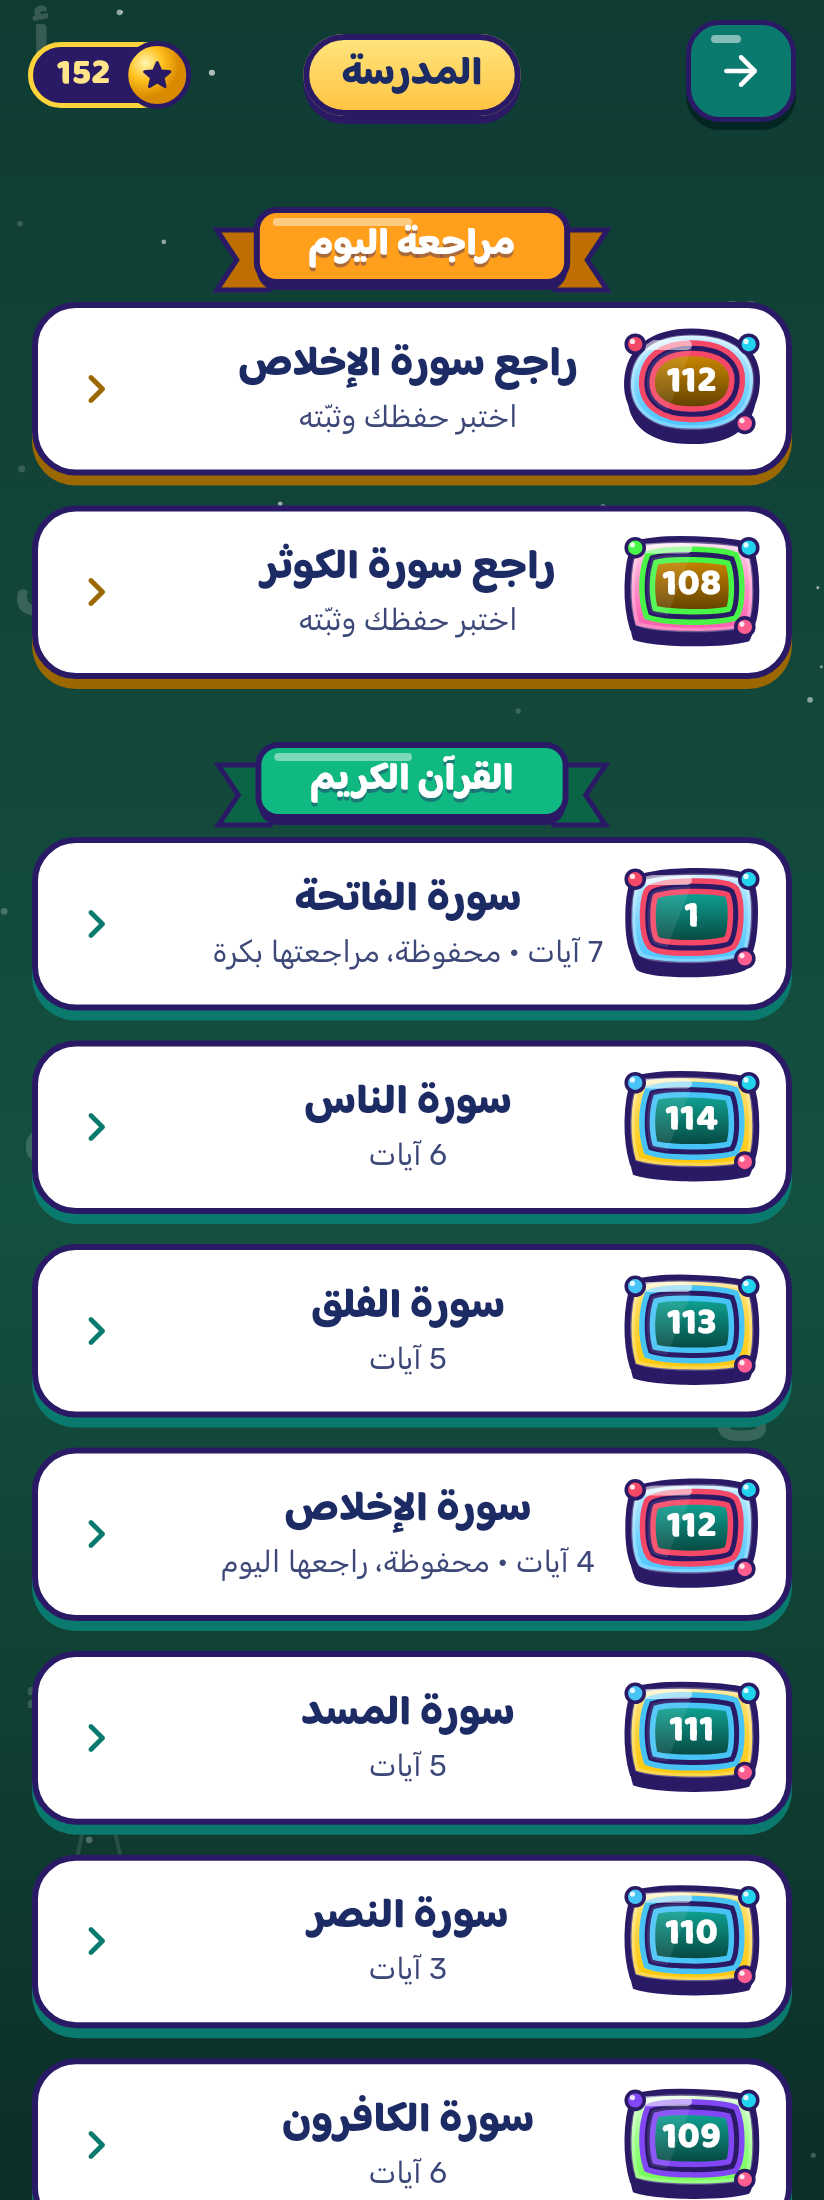 المدرسة
152
مراجعة اليوم
112
راجع سورة الإخلاص
اختبر حفظك وثبّته
108
راجع سورة الكوثر
اختبر حفظك وثبّته
القرآن الكريم
1
سورة الفاتحة
7 آيات • محفوظة، مراجعتها بكرة
114
سورة الناس
6 آيات
113
سورة الفلق
5 آيات
112
سورة الإخلاص
4 آيات • محفوظة، راجعها اليوم
111
سورة المسد
5 آيات
110
سورة النصر
3 آيات
109
سورة الكافرون
6 آيات